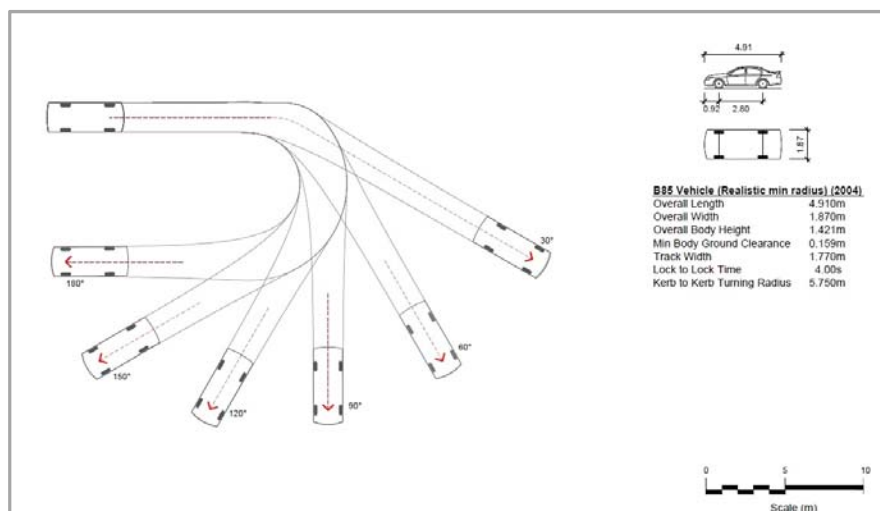 4.91
0.92 2.80
1.87
B85 Vehicle (Realistic min radius) (2004)
Overall Length 4.910m
Overall Width 1.870m
Overall Body Height 1.421m
Min Body Ground Clearance 0.159m
Track Width 1.770m
Lock to Lock Time 4.00s
Kerb to Kerb Turning Radius 5.750m
30°
180°
60°
150°
120°
90°
0 5 10
Scale (m)